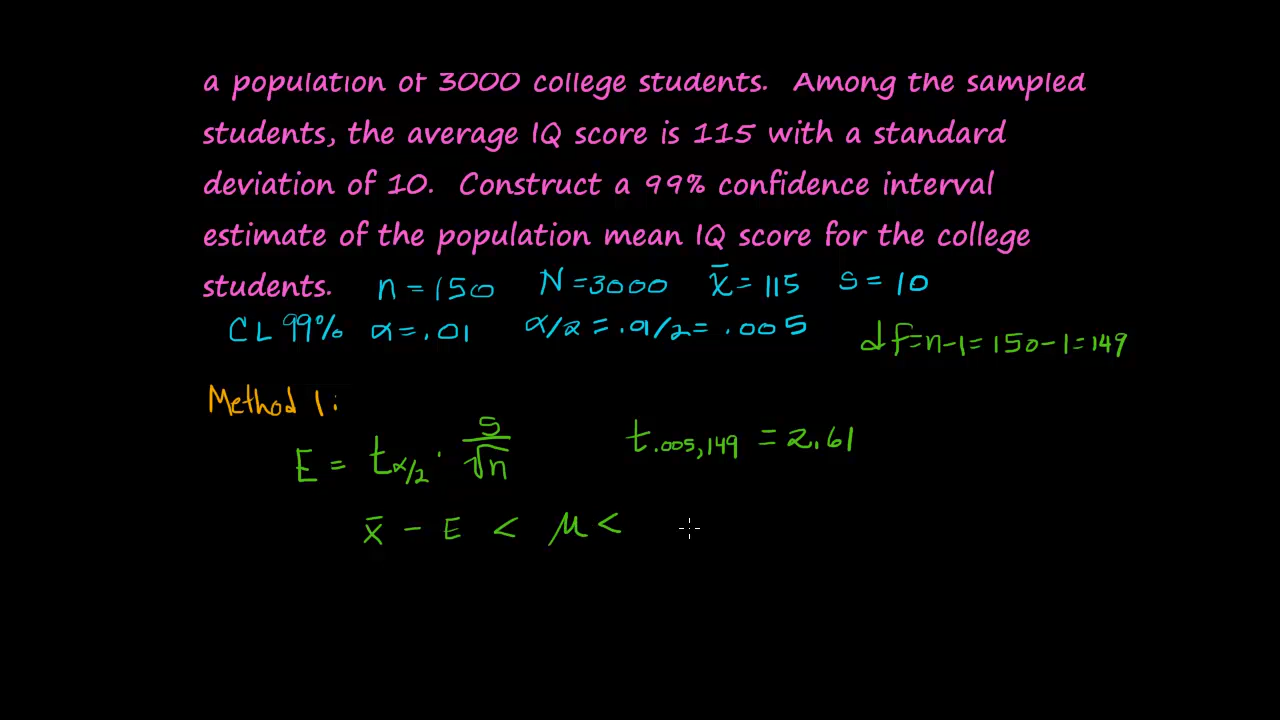 a population of 3000 college students. Among the sampled
students, the average IQ score is 115 with a standard
deviation of 10. Construct a 99% confidence interval
estimate of the population mean IQ score for the college
students. n = 150 N = 3000 x̄ = 115 s = 10
CL 99% α = .01 α/2 = .01/2 = .005 df = n-1 = 150-1 = 149
Method 1:
E = t_{α/2} · s/√n t_{.005,149} = 2.61
x̄ - E < μ <